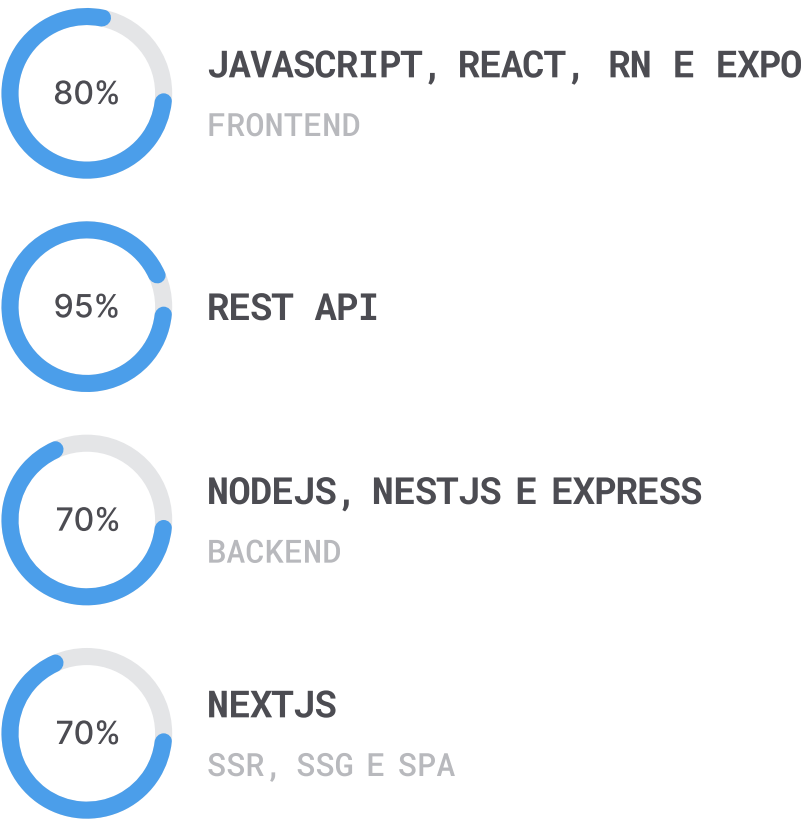 80%
JAVASCRIPT, REACT, RN E EXPO
FRONTEND
95%
REST API
70%
NODEJS, NESTJS E EXPRESS
BACKEND
70%
NEXTJS
SSR, SSG E SPA